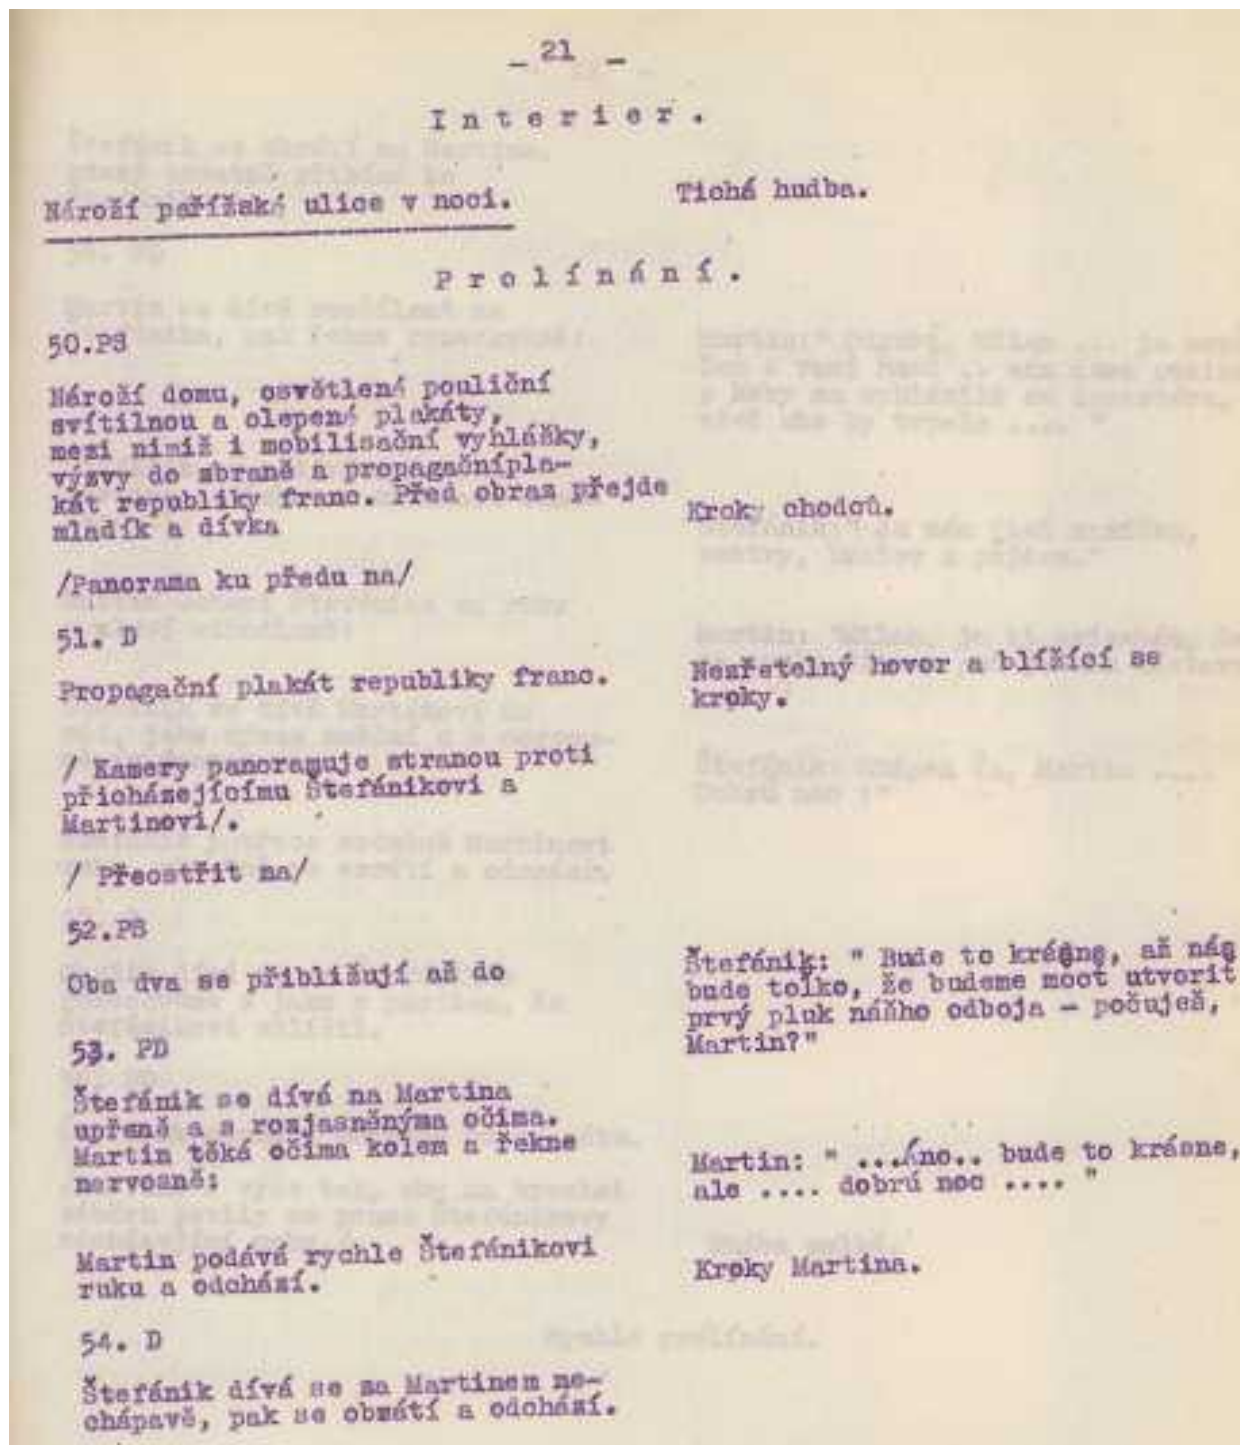 - 21 -
Interier.
Nároží pařížské ulice v noci.
Tichá hudba.
Prolínání.
50.PS
Nároží domu, osvětlené pouliční
svítilnou a olepené plakáty,
mezi nimiž i mobilisační vyhlášky,
výzvy do zbraně a propagačnípla-
kát republiky franc. Před obraz přejde
mladík a dívka
Kroky chodců.
/Panorama ku předu na/
51. D
Propagační plakát republiky franc.
Nezřetelný hovor a blížící se
kroky.
/ Kamery panoramuje stranou proti
přicházejícímu Štefánikovi a
Martinovi/.
/ Přeostřit na/
52.PS
Oba dva se přibližují až do
Štefánik: " Bude to krásne, až nás
bude tolko, že budeme moct utvorit
prvý pluk nášho odboja - počuješ,
Martin?"
53. PD
Štefánik se dívá na Martina
upřeně a s rozjasněnýma očima.
Martin těká očima kolem a řekne
nervosně:
Martin: " ...Áno.. bude to krásne,
ale .... dobrú noc .... "
Martin podává rychle Štefánikovi
ruku a odchází.
Kroky Martina.
54. D
Štefánik dívá se za Martinem ne-
chápavě, pak se obrátí a odchází.